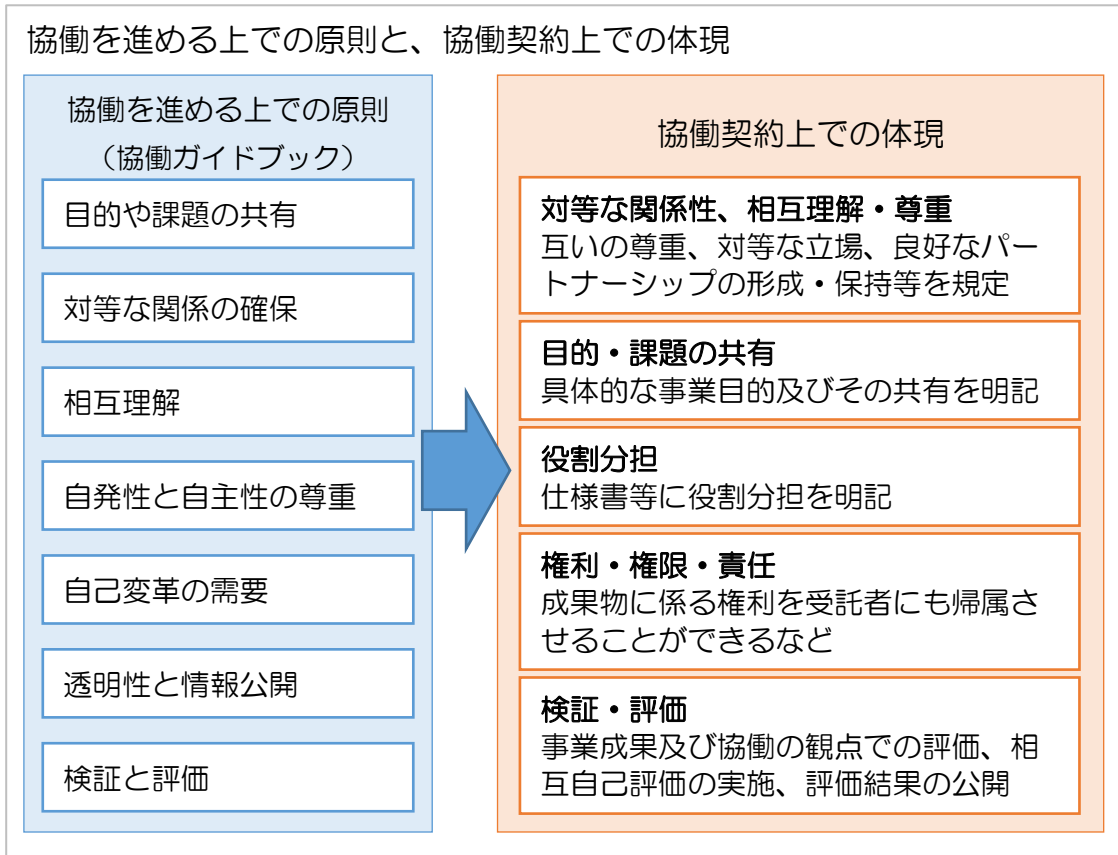 協働を進める上での原則と、協働契約上での体現
協働を進める上での原則
（協働ガイドブック）
目的や課題の共有
対等な関係の確保
相互理解
自発性と自主性の尊重
自己変革の需要
透明性と情報公開
検証と評価
協働契約上での体現
対等な関係性、相互理解・尊重
互いの尊重、対等な立場、良好なパー
トナーシップの形成・保持等を規定
目的・課題の共有
具体的な事業目的及びその共有を明記
役割分担
仕様書等に役割分担を明記
権利・権限・責任
成果物に係る権利を受託者にも帰属さ
せることができるなど
検証・評価
事業成果及び協働の観点での評価、相
互自己評価の実施、評価結果の公開